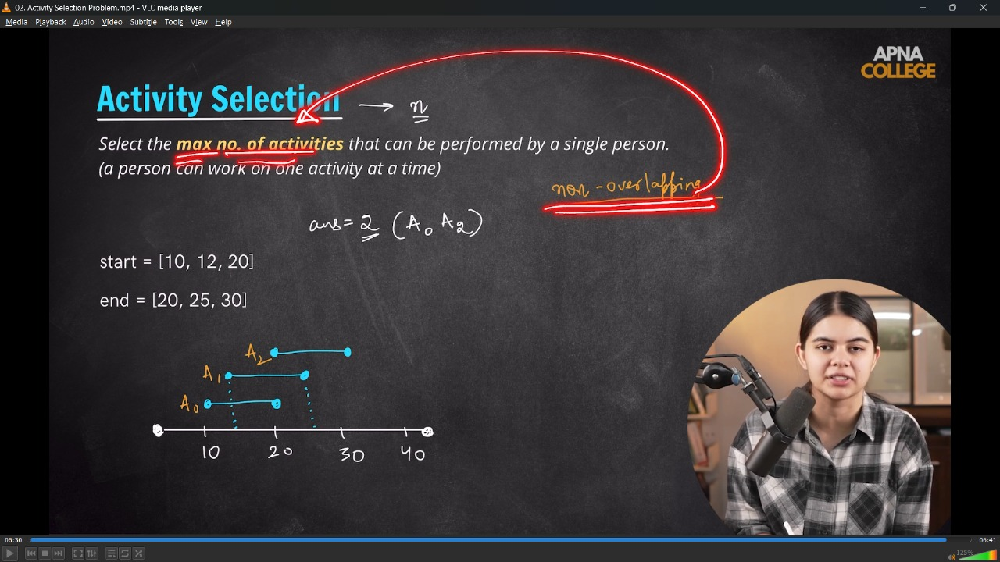 02. Activity Selection Problem.mp4 - VLC media player
Media Playback Audio Video Subtitle Tools View Help
APNA
COLLEGE
Activity Selection → n
Select the max no. of activities that can be performed by a single person.
(a person can work on one activity at a time)
non-overlapping
ans = 2 (A0 A2)
start = [10, 12, 20]
end = [20, 25, 30]
A2
A1
A0
10 20 30 40
06:30 06:41
125%